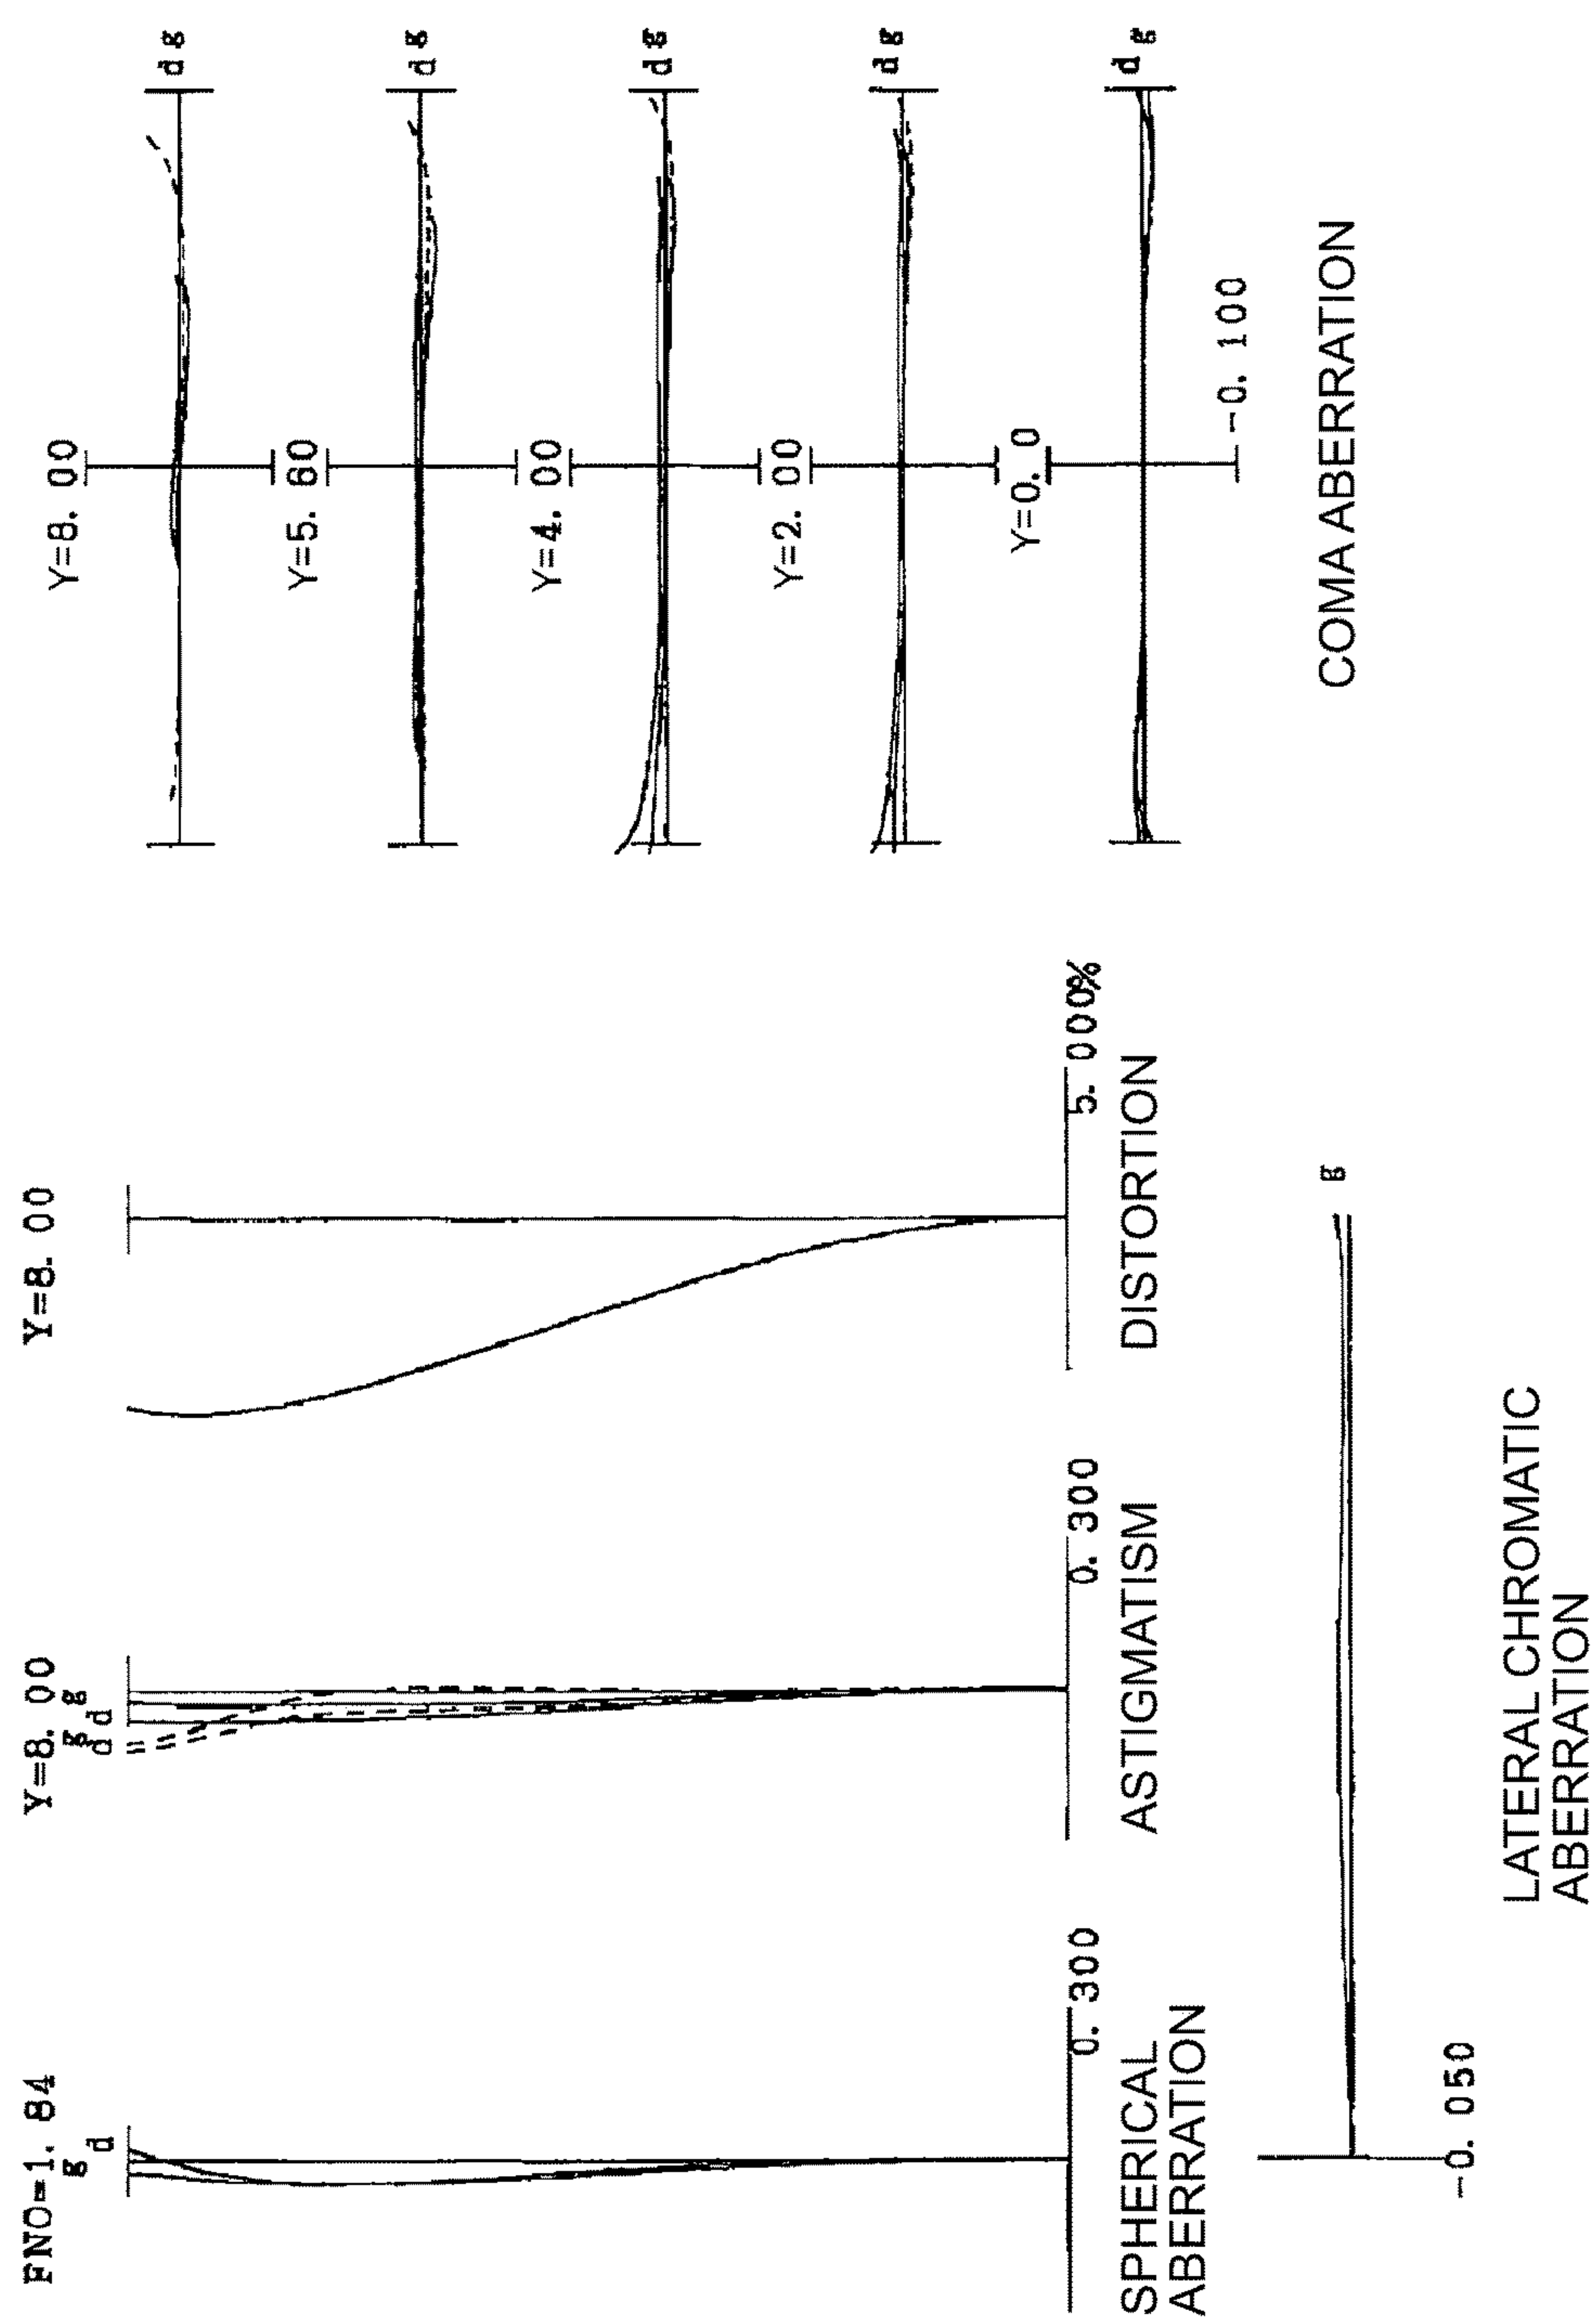 FNO=1. 84
g
d
0. 300
SPHERICAL
ABERRATION
Y=8. 00
g
g
d
d
0. 300
ASTIGMATISM
Y=8. 00
5. 000%
DISTORTION
g
-0. 050
LATERAL CHROMATIC
ABERRATION
Y=8. 00
d g
Y=5. 60
d g
Y=4. 00
d g
Y=2. 00
d g
Y=0. 0
d g
-0. 100
COMA ABERRATION